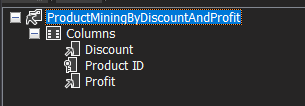 ProductMiningByDiscountAndProfit
Columns
Discount
Product ID
Profit